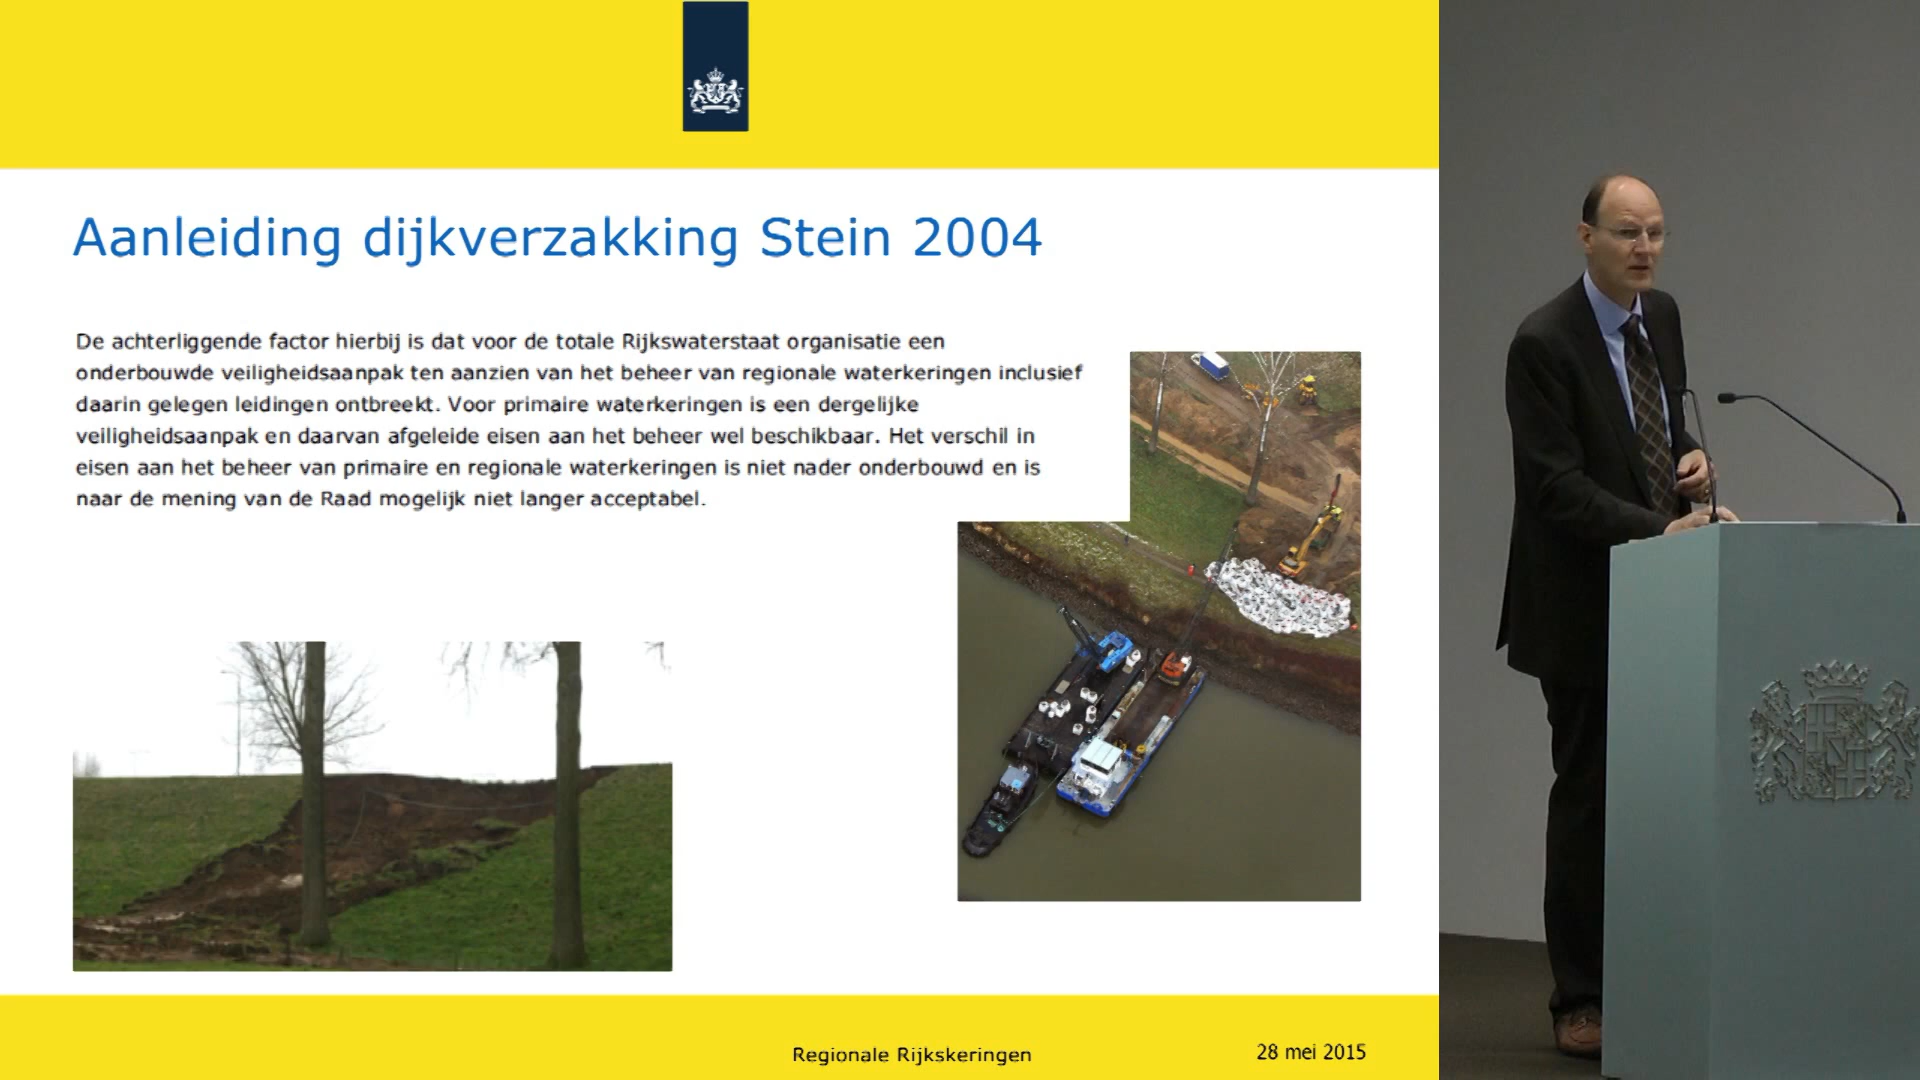 Aanleiding dijkverzakking Stein 2004
De achterliggende factor hierbij is dat voor de totale Rijkswaterstaat organisatie een
onderbouwde veiligheidsaanpak ten aanzien van het beheer van regionale waterkeringen inclusief
daarin gelegen leidingen ontbreekt. Voor primaire waterkeringen is een dergelijke
veiligheidsaanpak en daarvan afgeleide eisen aan het beheer wel beschikbaar. Het verschil in
eisen aan het beheer van primaire en regionale waterkeringen is niet nader onderbouwd en is
naar de mening van de Raad mogelijk niet langer acceptabel.
Regionale Rijkskeringen
28 mei 2015